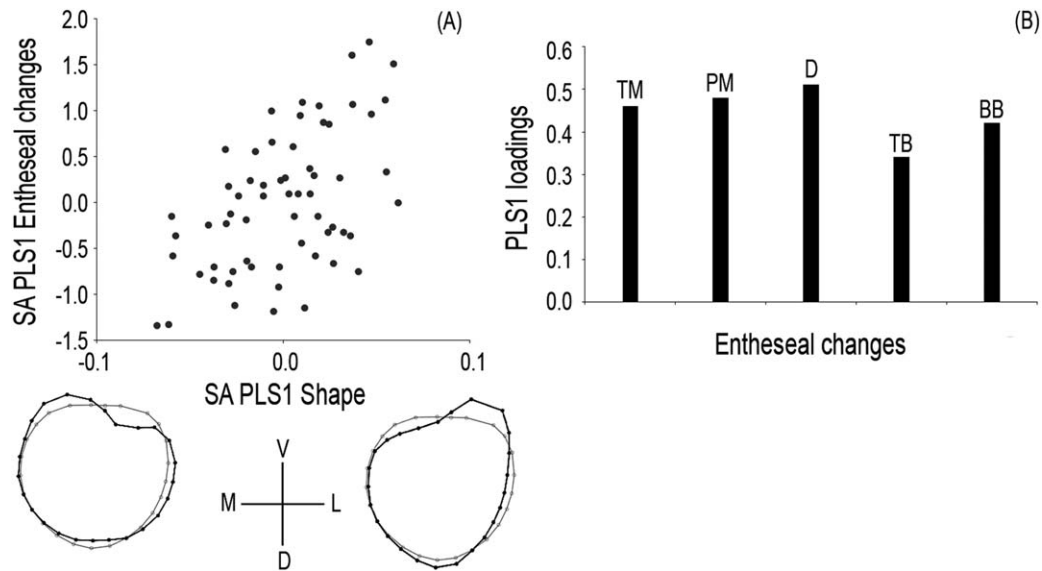 (A)
SA PLS1 Entheseal changes
2.0
1.5
1.0
0.5
0.0
-0.5
-1.0
-1.5
-0.1
0.0
0.1
SA PLS1 Shape
V
M L
D
(B)
PLS1 loadings
0.6
0.5
0.4
0.3
0.2
0.1
0.0
TM
PM
D
TB
BB
Entheseal changes